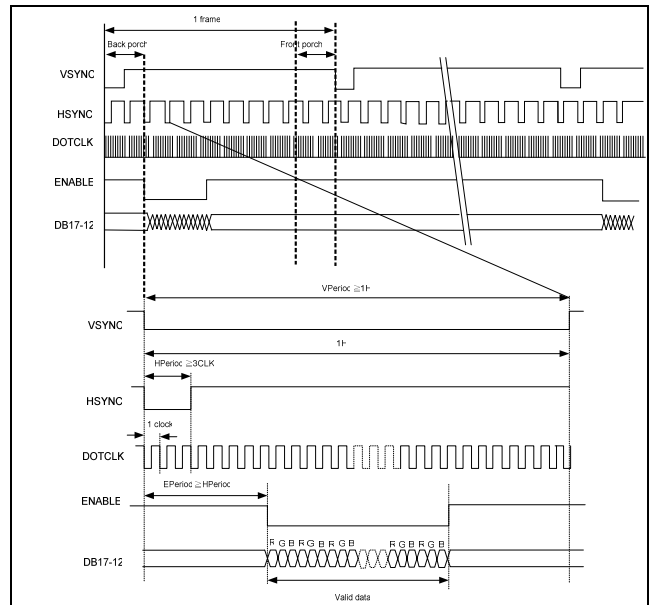 1 frame
Back porch
Front porch
VSYNC
HSYNC
DOTCLK
ENABLE
DB17-12
VPeriod ≧1H
VSYNC
1H
HPeriod ≧3CLK
HSYNC
1 clock
DOTCLK
EPeriod ≧HPeriod
ENABLE
R G B R G B R G B R G B R G B
DB17-12
Valid data